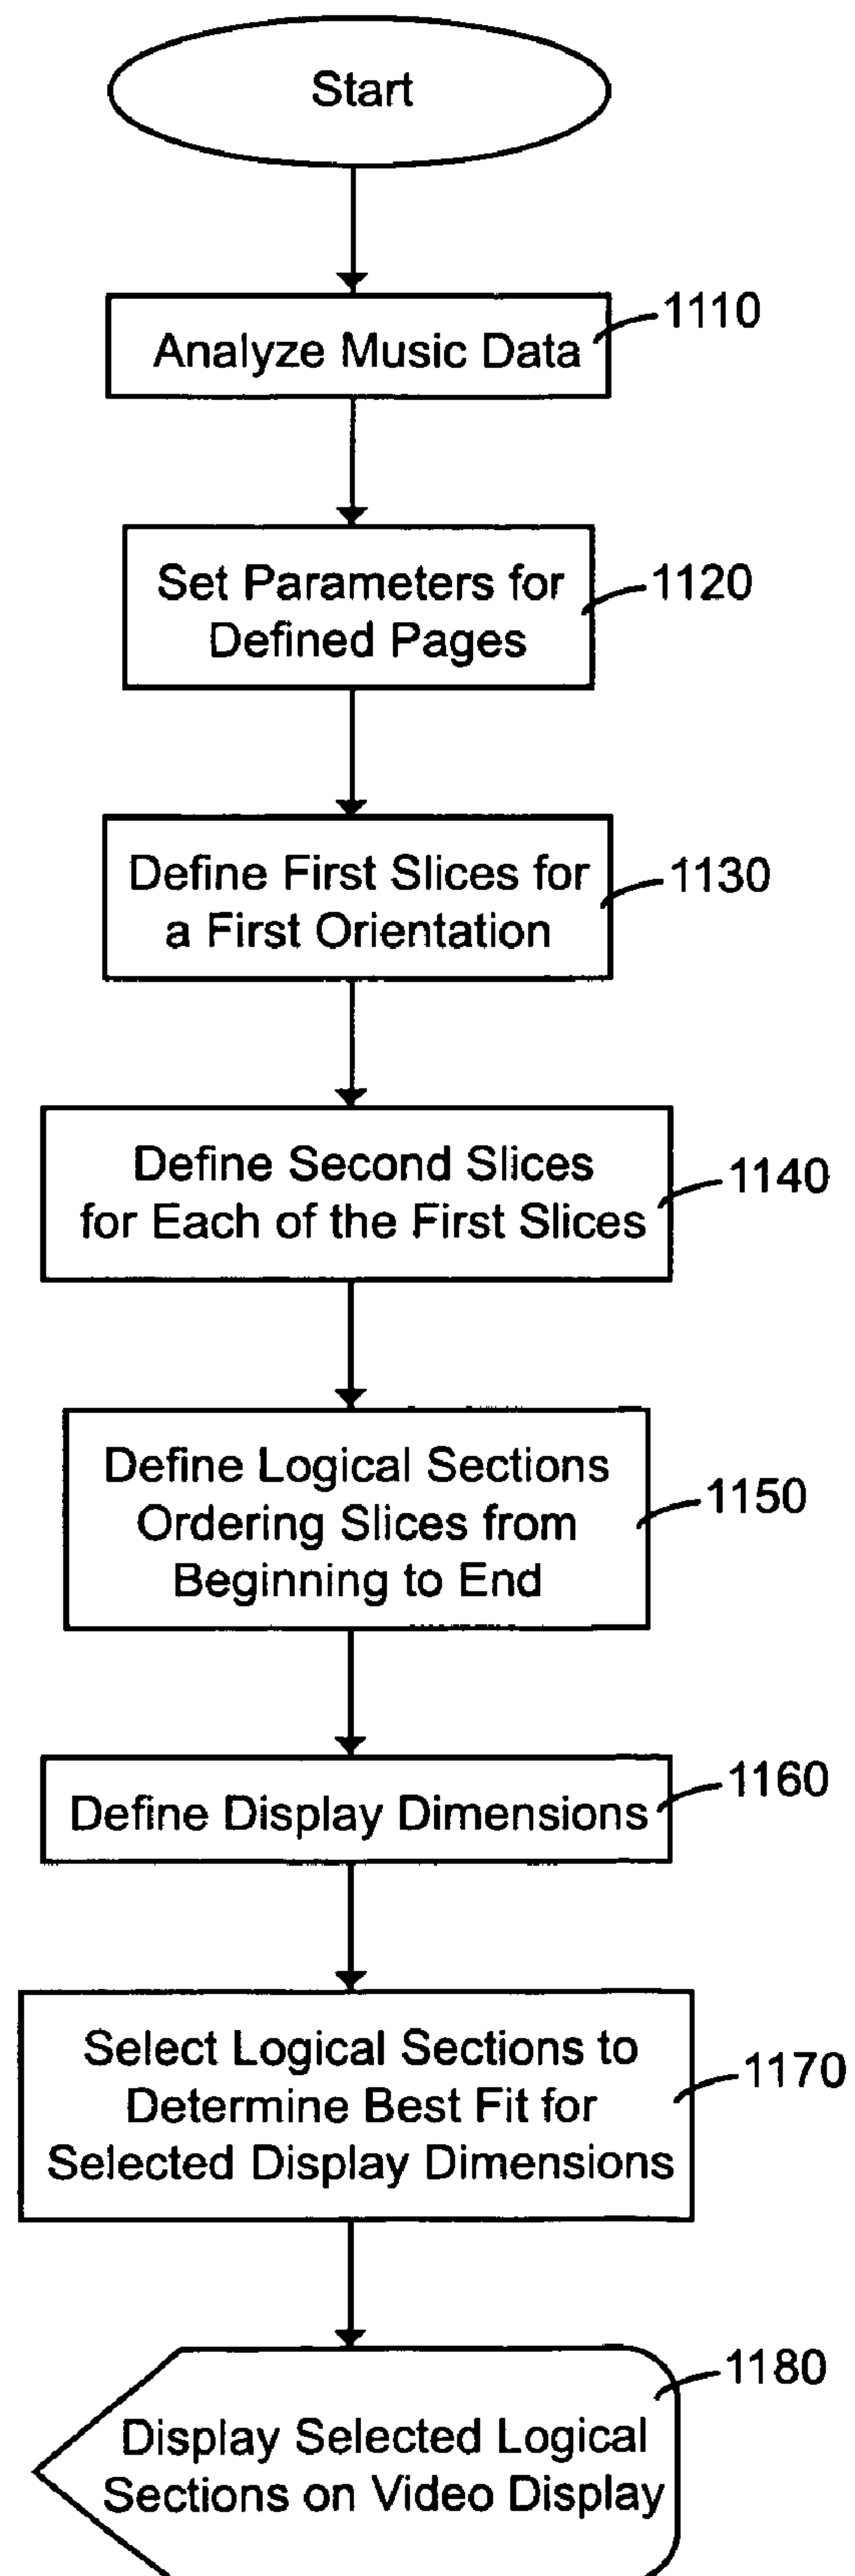 Start
Analyze Music Data
1110
Set Parameters for
Defined Pages
1120
Define First Slices for
a First Orientation
1130
Define Second Slices
for Each of the First Slices
1140
Define Logical Sections
Ordering Slices from
Beginning to End
1150
Define Display Dimensions
1160
Select Logical Sections to
Determine Best Fit for
Selected Display Dimensions
1170
Display Selected Logical
Sections on Video Display
1180